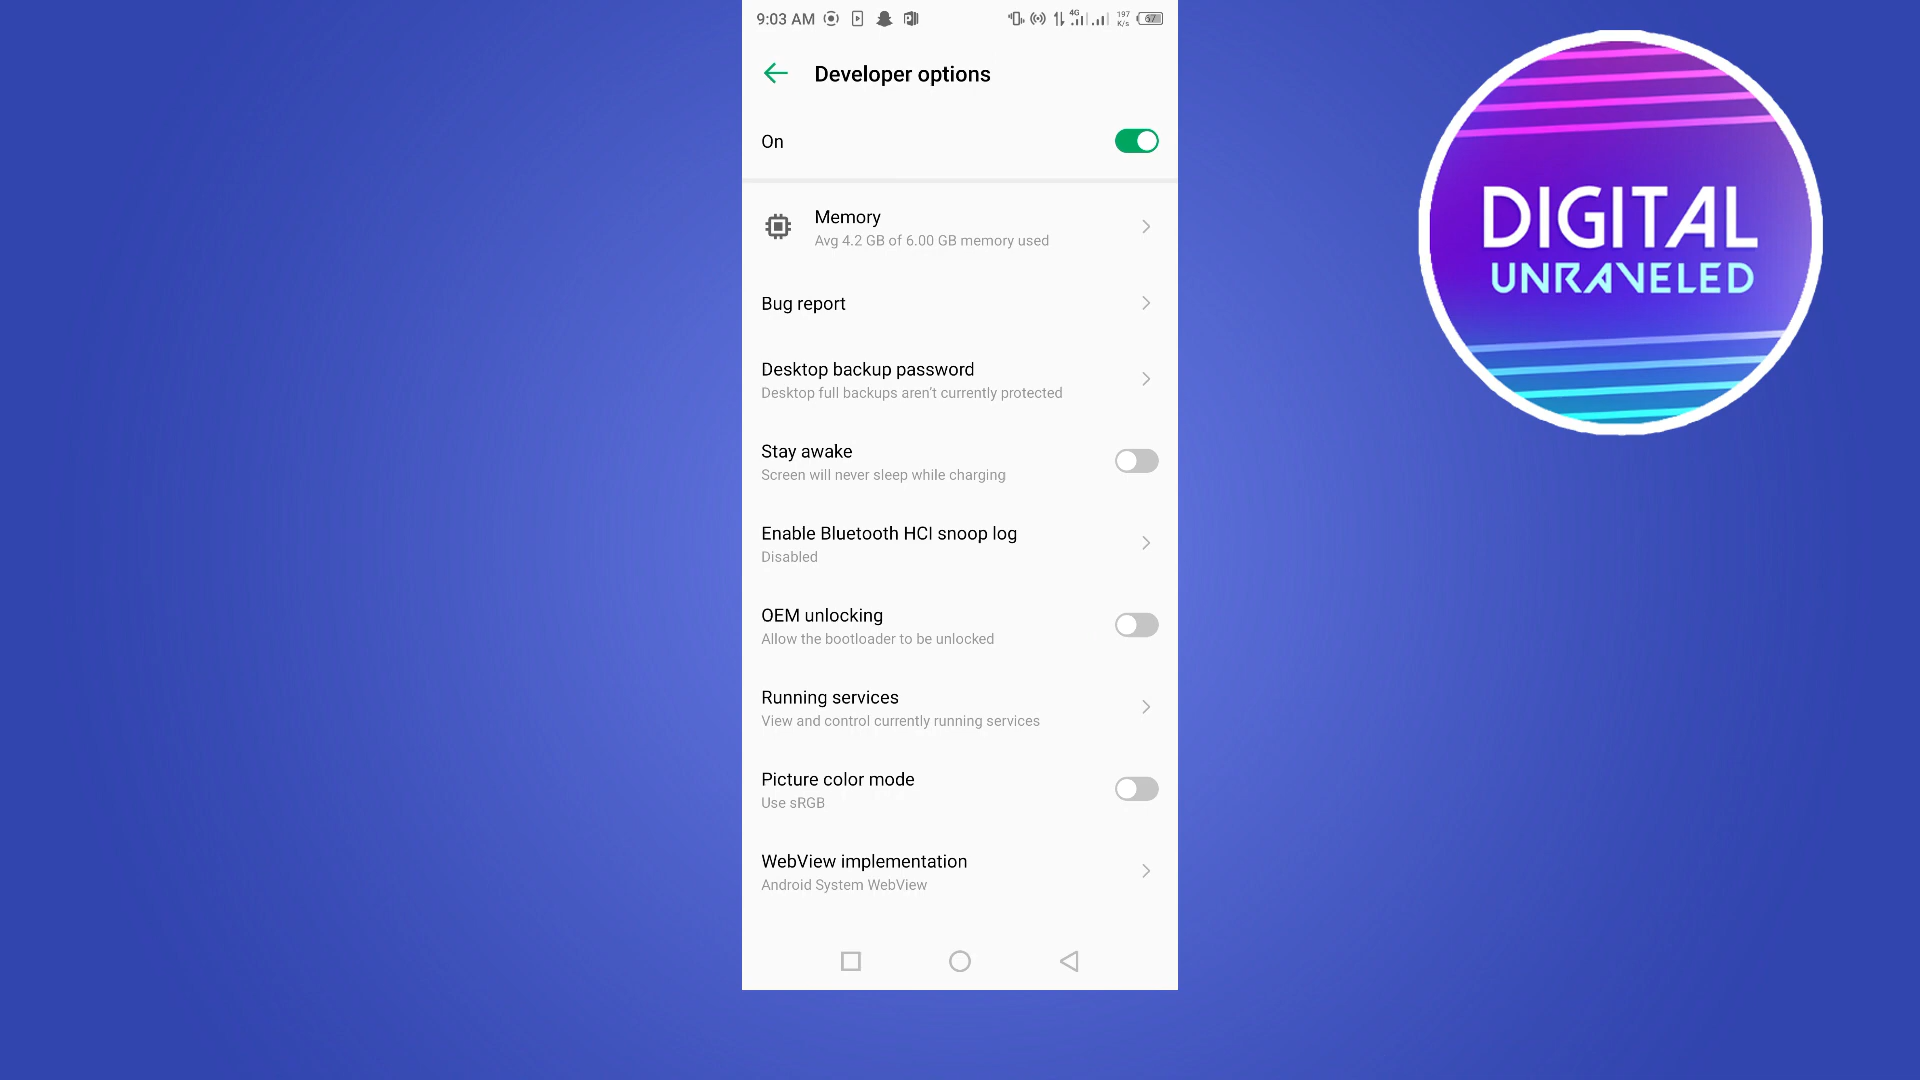 9:03 AM
4G
197
K/s
67
Developer options
On
Memory
Avg 4.2 GB of 6.00 GB memory used
Bug report
Desktop backup password
Desktop full backups aren't currently protected
Stay awake
Screen will never sleep while charging
Enable Bluetooth HCI snoop log
Disabled
OEM unlocking
Allow the bootloader to be unlocked
Running services
View and control currently running services
Picture color mode
Use sRGB
WebView implementation
Android System WebView
DIGITAL
UNRAVELED